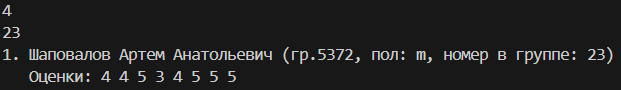 4
23
1. Шаповалов Артем Анатольевич (гр.5372, пол: m, номер в группе: 23)
Оценки: 4 4 5 3 4 5 5 5